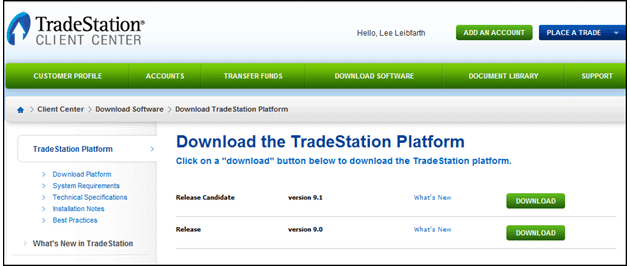 TradeStation®
CLIENT CENTER
Hello, Lee Leibfarth
ADD AN ACCOUNT
PLACE A TRADE
CUSTOMER PROFILE ACCOUNTS TRANSFER FUNDS DOWNLOAD SOFTWARE DOCUMENT LIBRARY SUPPORT
> Client Center > Download Software > Download TradeStation Platform
TradeStation Platform >
> Download Platform
> System Requirements
> Technical Specifications
> Installation Notes
> Best Practices
> What's New in TradeStation
Download the TradeStation Platform
Click on a "download" button below to download the TradeStation platform.
Release Candidate version 9.1 What's New DOWNLOAD
Release version 9.0 What's New DOWNLOAD